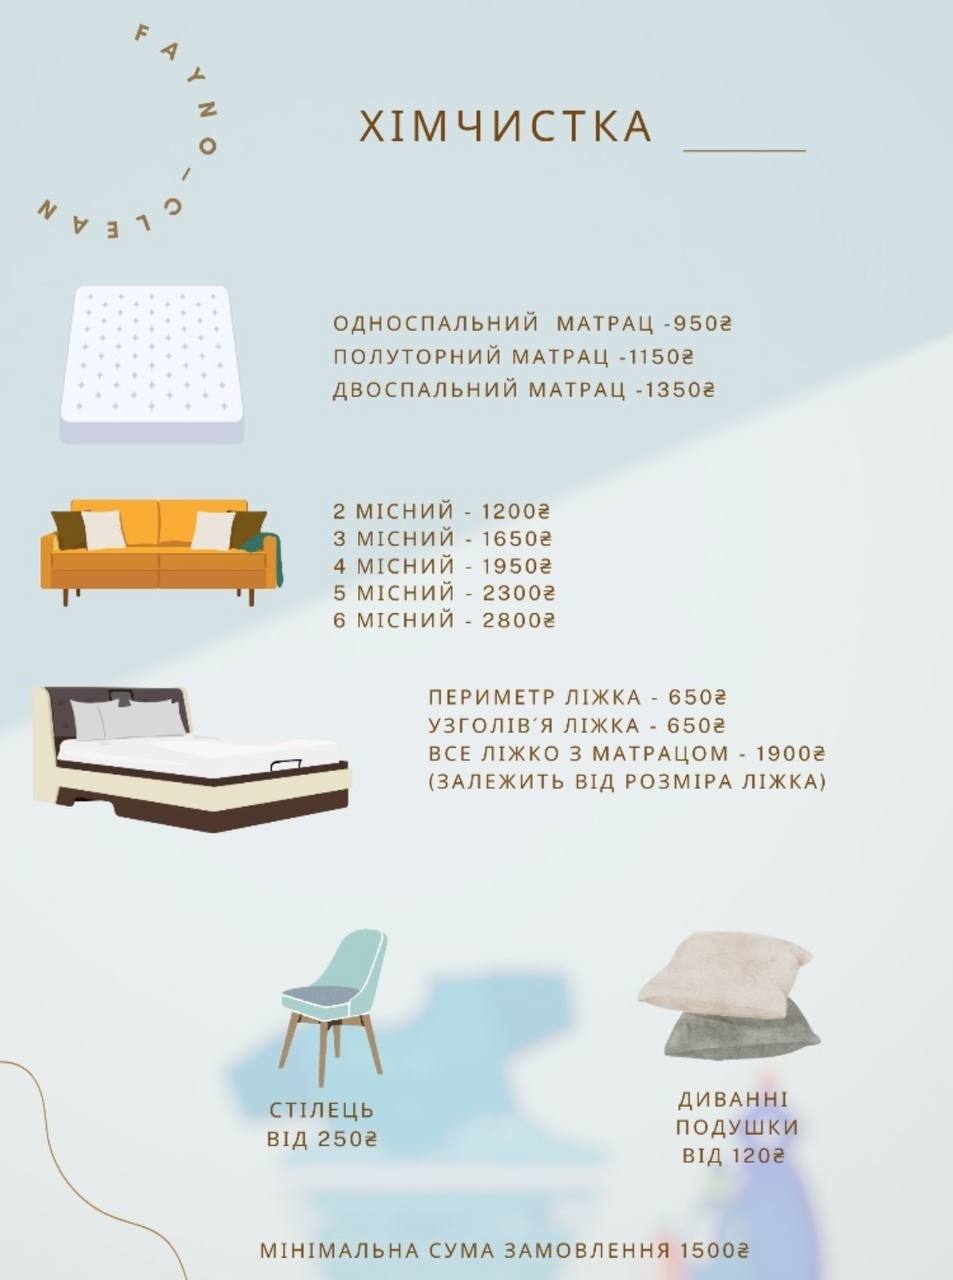 FAYNO-CLEAN
ХІМЧИСТКА
ОДНОСПАЛЬНИЙ МАТРАЦ -950₴
ПОЛУТОРНИЙ МАТРАЦ -1150₴
ДВОСПАЛЬНИЙ МАТРАЦ -1350₴
2 МІСНИЙ - 1200₴
3 МІСНИЙ - 1650₴
4 МІСНИЙ - 1950₴
5 МІСНИЙ - 2300₴
6 МІСНИЙ - 2800₴
ПЕРИМЕТР ЛІЖКА - 650₴
УЗГОЛІВ'Я ЛІЖКА - 650₴
ВСЕ ЛІЖКО З МАТРАЦОМ - 1900₴
(ЗАЛЕЖИТЬ ВІД РОЗМІРА ЛІЖКА)
СТІЛЕЦЬ
ВІД 250₴
ДИВАННІ
ПОДУШКИ
ВІД 120₴
МІНІМАЛЬНА СУМА ЗАМОВЛЕННЯ 1500₴